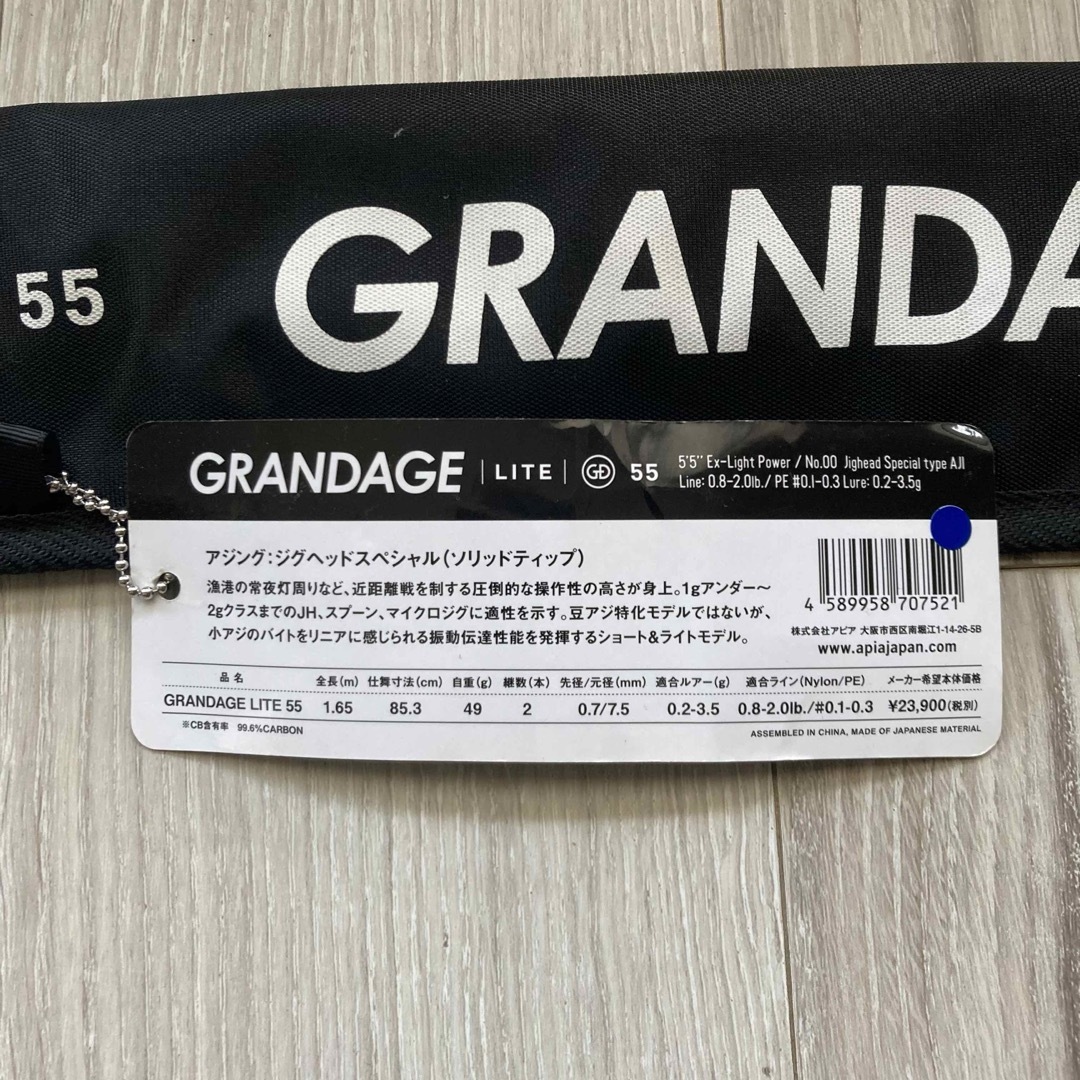 55 GRANDA
GRANDAGE | LITE | GD 55
5'5'' Ex-Light Power / No.00 Jighead Special type AJI
Line: 0.8-2.0lb./ PE #0.1-0.3 Lure: 0.2-3.5g
アジング:ジグヘッドスペシャル(ソリッドティップ)
漁港の常夜灯周りなど、近距離戦を制する圧倒的な操作性の高さが身上。1gアンダー〜
2gクラスまでのJH、スプーン、マイクロジグに適性を示す。豆アジ特化モデルではないが、
小アジのバイトをリニアに感じられる振動伝達性能を発揮するショート&ライトモデル。
4 589958 707521
株式会社アピア 大阪市西区南堀江1-14-26-5B
www.apiajapan.com
品名 全長(m) 仕舞寸法(cm) 自重(g) 継数(本) 先径/元径(mm) 適合ルアー(g) 適合ライン(Nylon/PE) メーカー希望本体価格
GRANDAGE LITE 55 1.65 85.3 49 2 0.7/7.5 0.2-3.5 0.8-2.0lb./#0.1-0.3 ¥23,900(税別)
※CB含有率 99.6%CARBON
ASSEMBLED IN CHINA, MADE OF JAPANESE MATERIAL